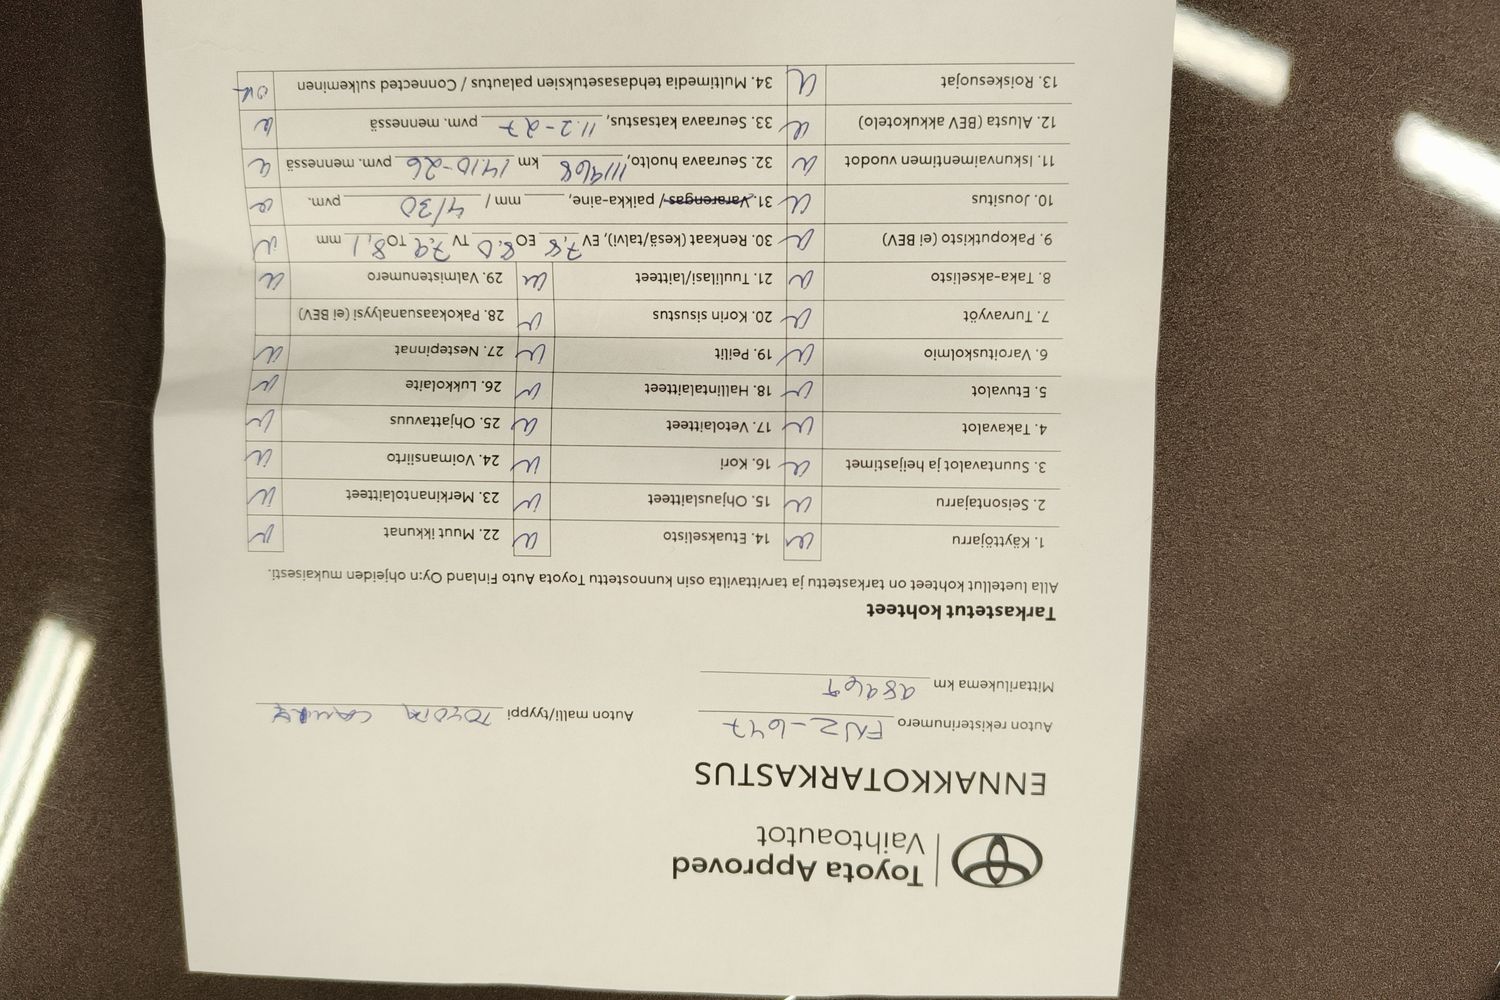 Toyota Approved
Vaihtoautot
ENNAKKOTARKASTUS
Auton rekisterinumero FNZ-647 Auton malli/tyyppi TOYOTA CAMRY
Mittarilukema km 98969
Tarkastetut kohteet
Alla luetellut kohteet on tarkastettu ja tarvittavilta osin kunnostettu Toyota Auto Finland Oy:n ohjeiden mukaisesti.
1. Käyttöjarru 14. Etuakselisto 22. Muut ikkunat
2. Seisontajarru 15. Ohjauslaitteet 23. Merkinantolaitteet
3. Suuntavalot ja heijastimet 16. Kori 24. Voimansiirto
4. Takavalot 17. Vetolaitteet 25. Ohjattavuus
5. Etuvalot 18. Hallintalaitteet 26. Lukkolaite
6. Varoituskolmio 19. Peilit 27. Nestepinnat
7. Turvavyöt 20. Korin sisustus 28. Pakokaasuanalyysi (ei BEV)
8. Taka-akselisto 21. Tuulilasi/laitteet 29. Valmistenumero
9. Pakoputkisto (ei BEV) 30. Renkaat (kesä/talvi), EV 7,8 EO 8,0 TV 7,9 TO 8,1 mm
10. Jousitus 31. Vararengas / paikka-aine, mm / 4/30 pvm.
11. Iskunvaimentimen vuodot 32. Seuraava huolto, 111968 km 14.10-26 pvm. mennessä
12. Alusta (BEV akkukotelo) 33. Seuraava katsastus, 11.2-27 pvm. mennessä
13. Roiskesuojat 34. Multimedia tehdasasetuksien palautus / Connected sulkeminen OK